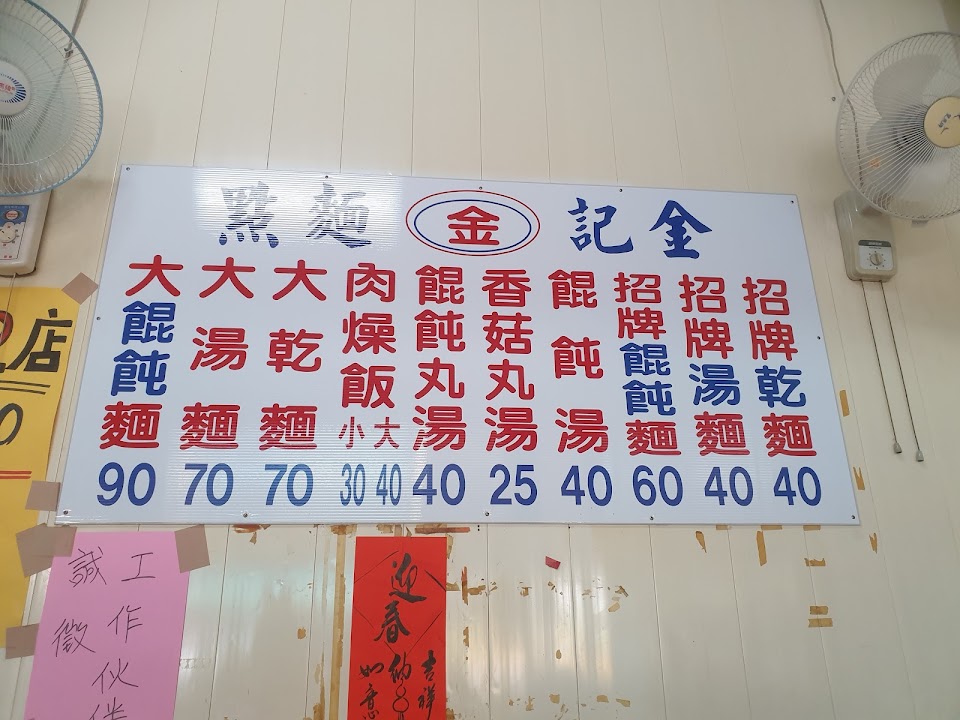 金記 金 麵點
招牌乾麵 40
招牌湯麵 40
招牌餛飩麵 60
餛飩湯 40
香菇丸湯 25
餛飩丸湯 40
肉燥飯 小 大 30 40
大乾麵 70
大湯麵 70
大餛飩麵 90
店
0
誠徵
工作伙伴
迎春
吉祥
如意